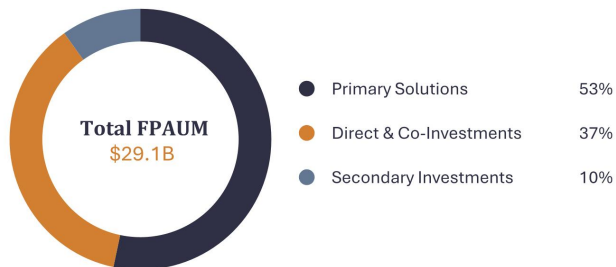 Total FPAUM
$29.1B
Primary Solutions 53%
Direct & Co-Investments 37%
Secondary Investments 10%